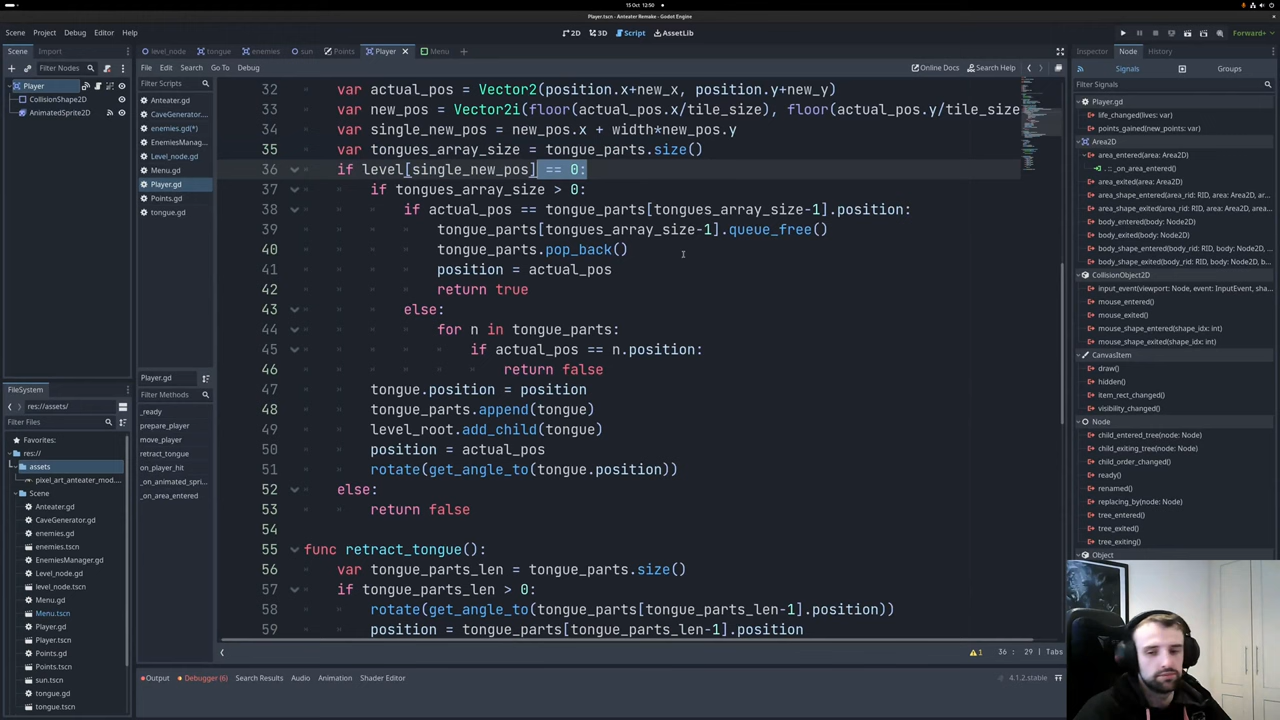 15 Oct 12:50
Player.tscn - Anteater Remake - Godot Engine
Scene Project Debug Editor Help
2D 3D Script AssetLib
Forward+
Scene Import
level_node tongue enemies sun Points Player Menu
Inspector Node History
Filter Nodes
File Edit Search Go To Debug
Online Docs Search Help
Signals Groups
Player
CollisionShape2D
AnimatedSprite2D
Filter Scripts
Anteater.gd
CaveGenerator....
enemies.gd(*)
EnemiesManag...
Level_node.gd
Menu.gd
Player.gd
Points.gd
tongue.gd
Player.gd
Filter Methods
_ready
prepare_player
move_player
retract_tongue
on_player_hit
_on_animated_spri...
_on_area_entered
32 var actual_pos = Vector2(position.x+new_x, position.y+new_y)
33 var new_pos = Vector2i(floor(actual_pos.x/tile_size), floor(actual_pos.y/tile_size
34 var single_new_pos = new_pos.x + width*new_pos.y
35 var tongues_array_size = tongue_parts.size()
36 if level[single_new_pos] == 0:
37 if tongues_array_size > 0:
38 if actual_pos == tongue_parts[tongues_array_size-1].position:
39 tongue_parts[tongues_array_size-1].queue_free()
40 tongue_parts.pop_back()
41 position = actual_pos
42 return true
43 else:
44 for n in tongue_parts:
45 if actual_pos == n.position:
46 return false
47 tongue.position = position
48 tongue_parts.append(tongue)
49 level_root.add_child(tongue)
50 position = actual_pos
51 rotate(get_angle_to(tongue.position))
52 else:
53 return false
54
55 func retract_tongue():
56 var tongue_parts_len = tongue_parts.size()
57 if tongue_parts_len > 0:
58 rotate(get_angle_to(tongue_parts[tongue_parts_len-1].position))
59 position = tongue_parts[tongue_parts_len-1].position
1 36 : 29 Tabs
FileSystem
res://assets/
Filter Files
Favorites:
res://
assets
pixel_art_anteater_mod....
Scene
Anteater.gd
CaveGenerator.gd
enemies.gd
enemies.tscn
EnemiesManager.gd
Level_node.gd
level_node.tscn
Menu.gd
Menu.tscn
Player.gd
Player.tscn
Points.gd
Points.tscn
sun.tscn
tongue.gd
tongue.tscn
Output Debugger (6) Search Results Audio Animation Shader Editor
4.1.2.stable
Filter Signals
Player.gd
life_changed(lifes: var)
points_gained(new_points: var)
Area2D
area_entered(area: Area2D)
.. :: _on_area_entered()
area_exited(area: Area2D)
area_shape_entered(area_rid: RID, area: Area2D, area_
area_shape_exited(area_rid: RID, area: Area2D, area_s
body_entered(body: Node2D)
body_exited(body: Node2D)
body_shape_entered(body_rid: RID, body: Node2D, b
body_shape_exited(body_rid: RID, body: Node2D, bo
CollisionObject2D
input_event(viewport: Node, event: InputEvent, sha
mouse_entered()
mouse_exited()
mouse_shape_entered(shape_idx: int)
mouse_shape_exited(shape_idx: int)
CanvasItem
draw()
hidden()
item_rect_changed()
visibility_changed()
Node
child_entered_tree(node: Node)
child_exiting_tree(node: Node)
child_order_changed()
ready()
renamed()
replacing_by(node: Node)
tree_entered()
tree_exited()
tree_exiting()
Object